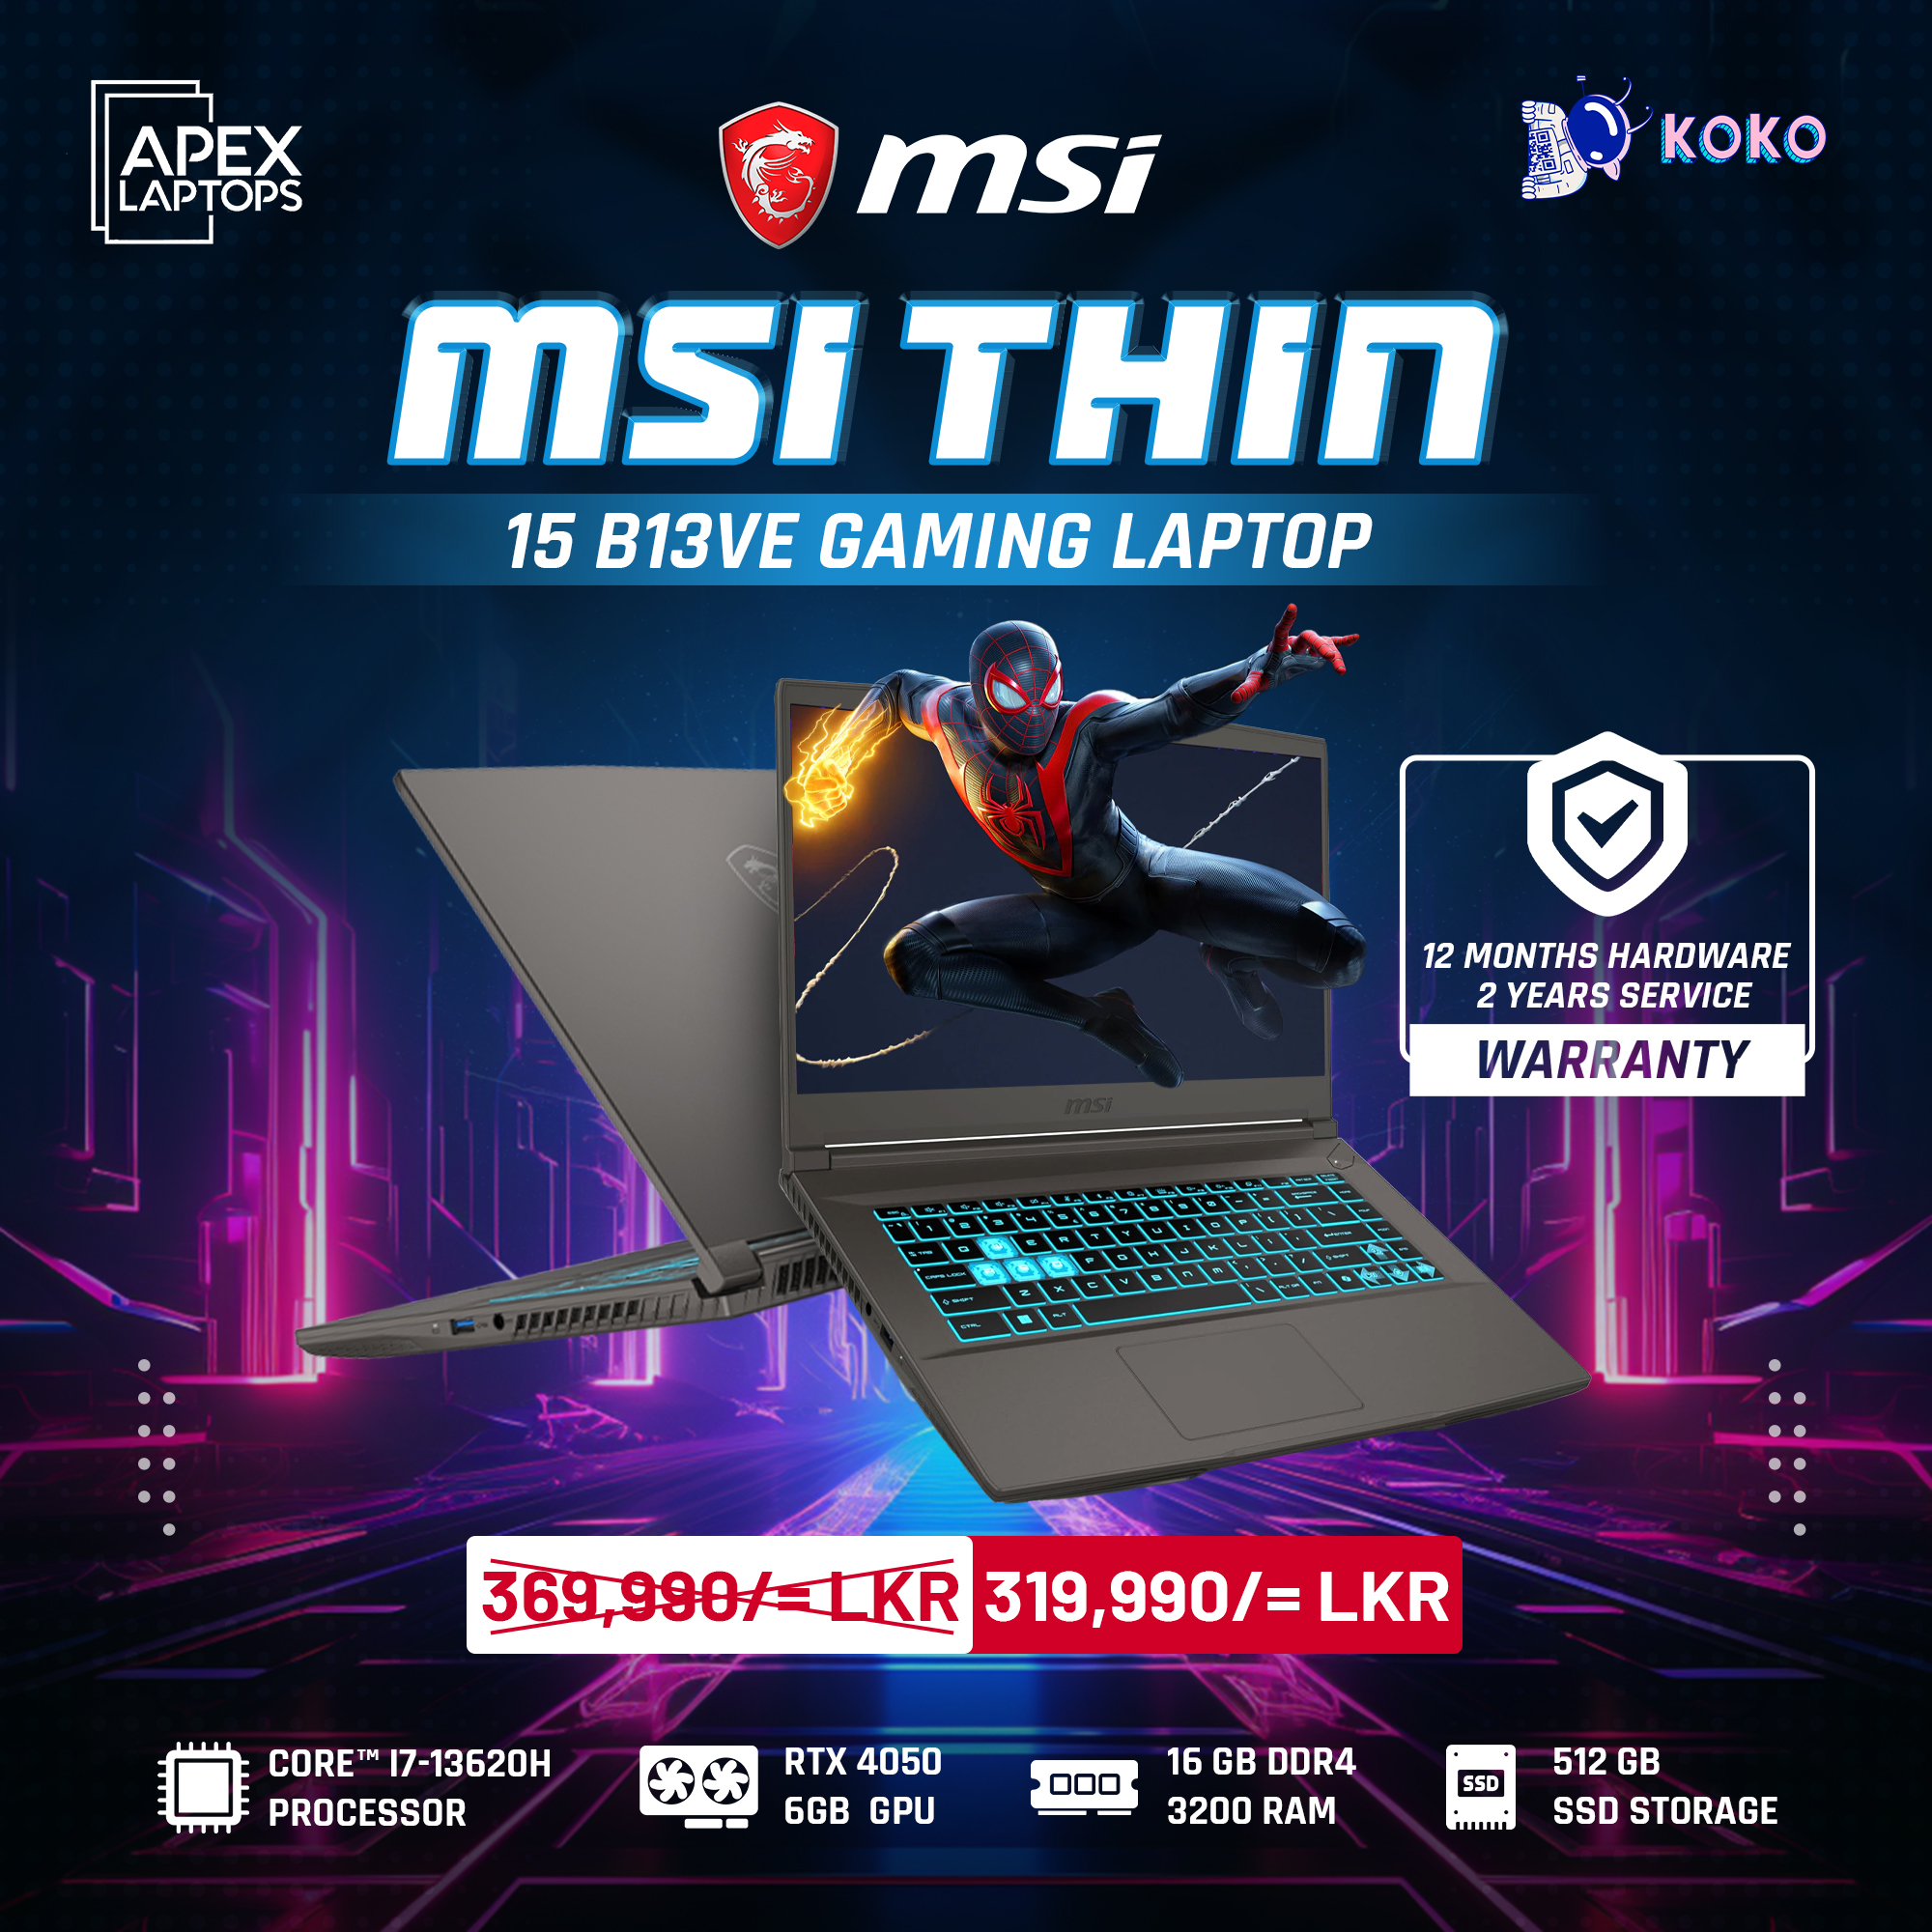 APEX
LAPTOPS
msi
KOKO
MSI THIN
15 B13VE GAMING LAPTOP
12 MONTHS HARDWARE
2 YEARS SERVICE
WARRANTY
msi
369,990/= LKR
319,990/= LKR
CORE™ I7-13620H
PROCESSOR
RTX 4050
6GB GPU
16 GB DDR4
3200 RAM
SSD
512 GB
SSD STORAGE